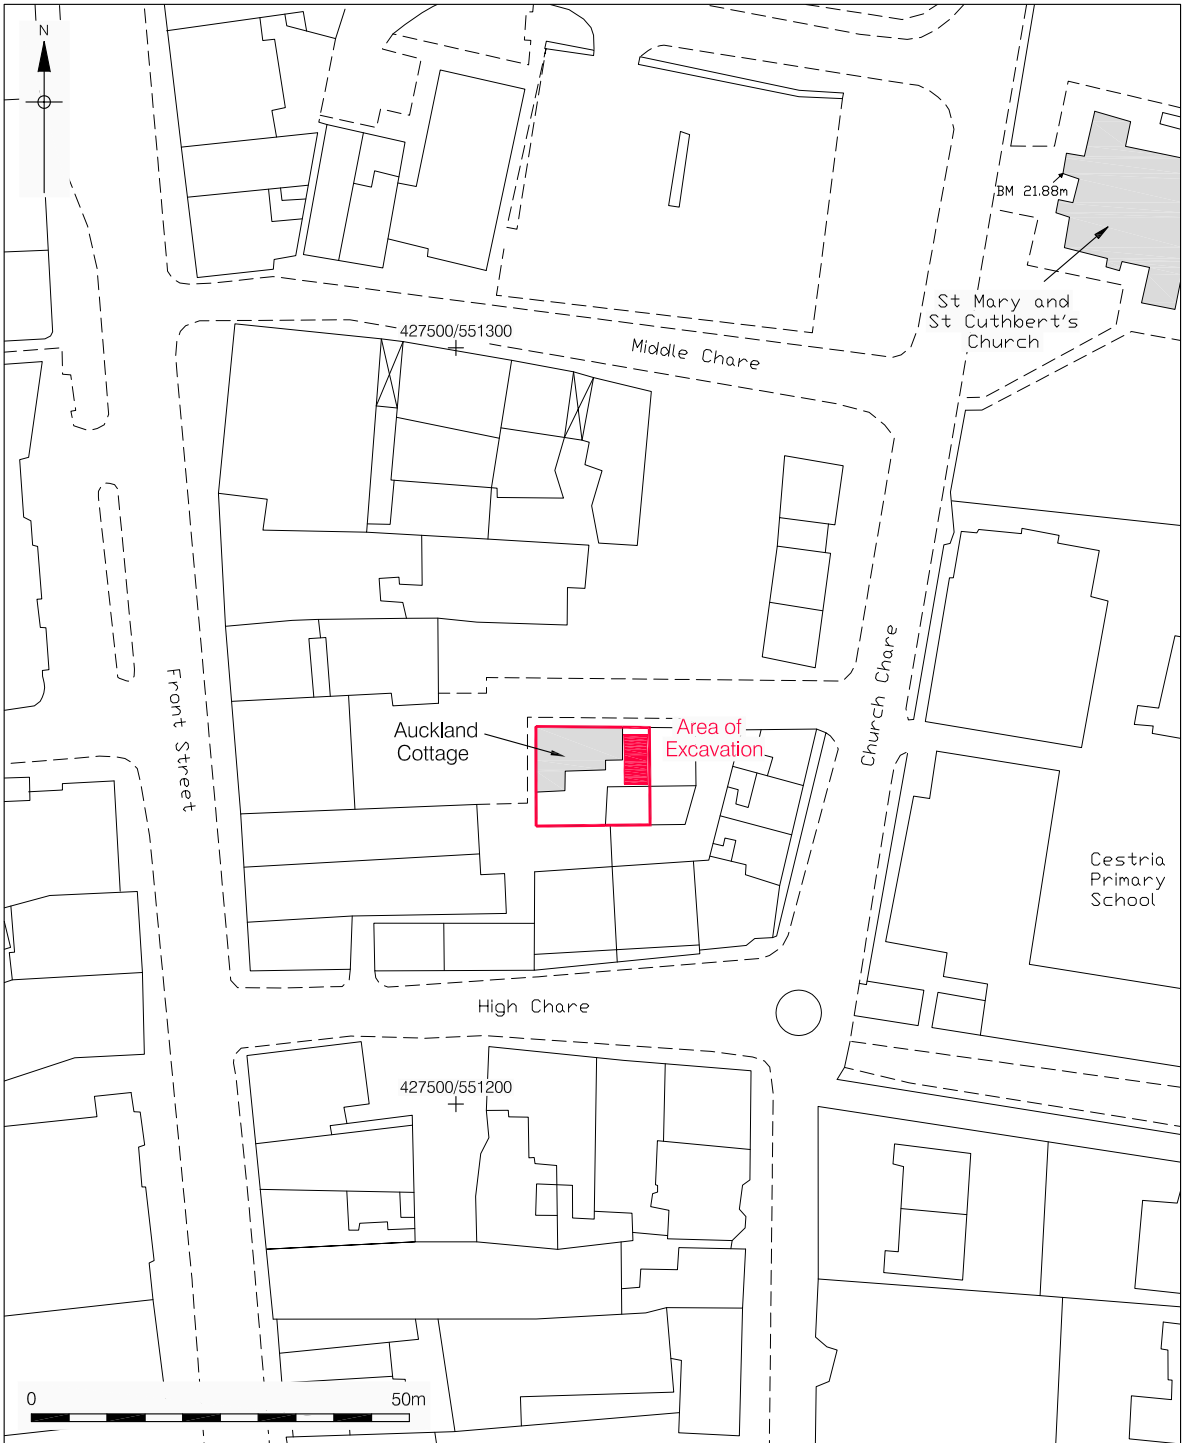 N
BM 21.88m
St Mary and
St Cuthbert's
Church
427500/551300
Middle Chare
Front Street
Church Chare
Auckland
Cottage
Area of
Excavation
Cestria
Primary
School
High Chare
427500/551200
0 50m